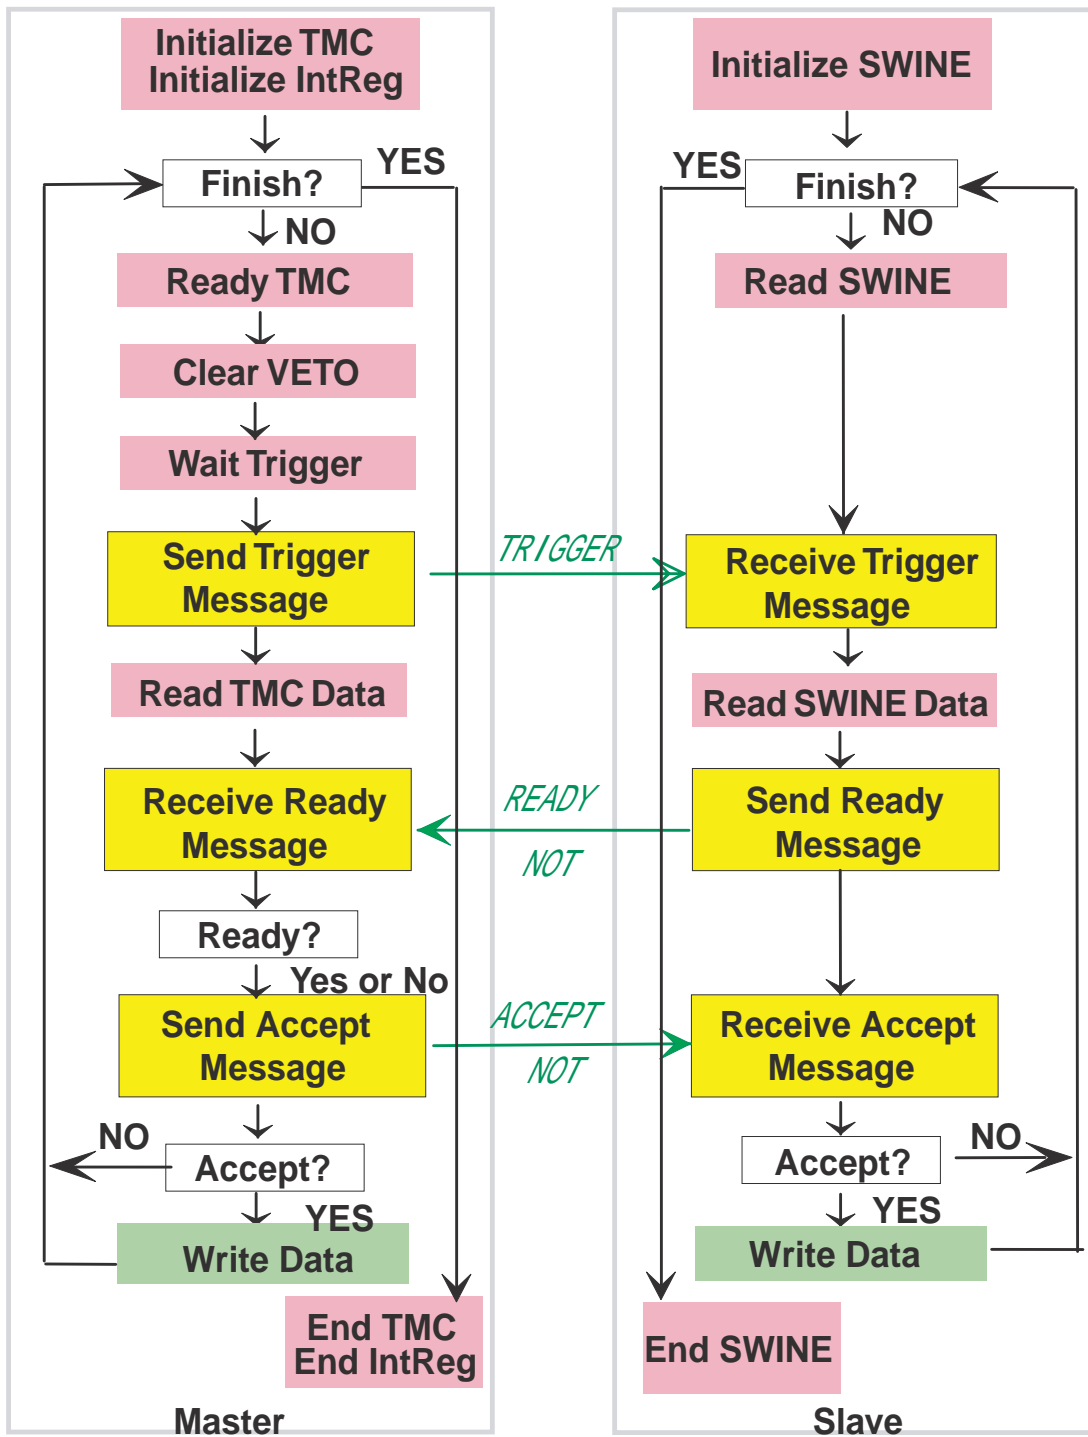 Initialize TMC
Initialize IntReg
Finish?
YES
NO
Ready TMC
Clear VETO
Wait Trigger
Send Trigger
Message
Read TMC Data
Receive Ready
Message
Ready?
Yes or No
Send Accept
Message
NO
Accept?
YES
Write Data
End TMC
End IntReg
Master
TRIGGER
READY
NOT
ACCEPT
NOT
Initialize SWINE
YES
Finish?
NO
Read SWINE
Receive Trigger
Message
Read SWINE Data
Send Ready
Message
Receive Accept
Message
Accept?
NO
YES
Write Data
End SWINE
Slave